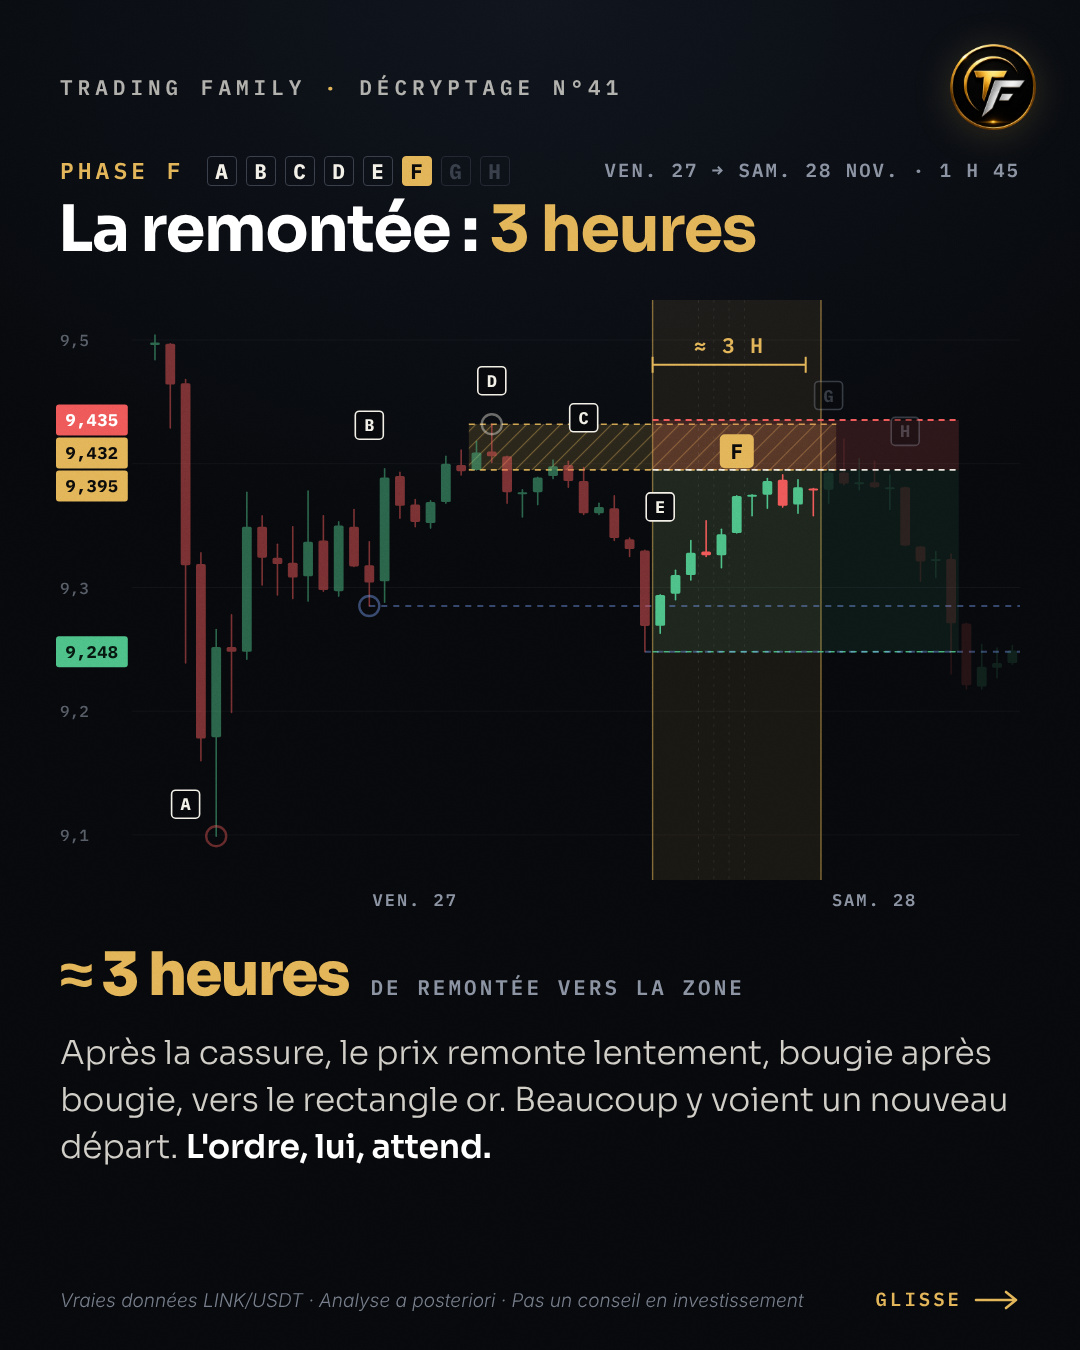 TRADING FAMILY · DÉCRYPTAGE N°41
TF
PHASE F A B C D E F G H
VEN. 27 → SAM. 28 NOV. · 1 H 45
La remontée : 3 heures
9,5
≈ 3 H
D
G
9,435
B
C
H
9,432
F
9,395
E
9,3
9,248
9,2
A
9,1
VEN. 27
SAM. 28
≈ 3 heures DE REMONTÉE VERS LA ZONE
Après la cassure, le prix remonte lentement, bougie après
bougie, vers le rectangle or. Beaucoup y voient un nouveau
départ. L'ordre, lui, attend.
Vraies données LINK/USDT · Analyse a posteriori · Pas un conseil en investissement
GLISSE →